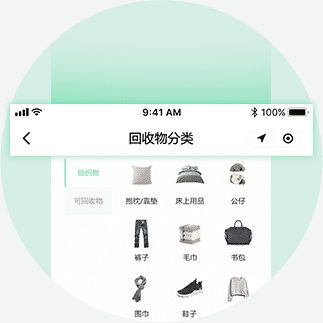 9:41 AM 100%
回收物分类
纺织物
可回收物
抱枕/靠垫 床上用品 公仔
裤子 毛巾 书包
围巾 鞋子